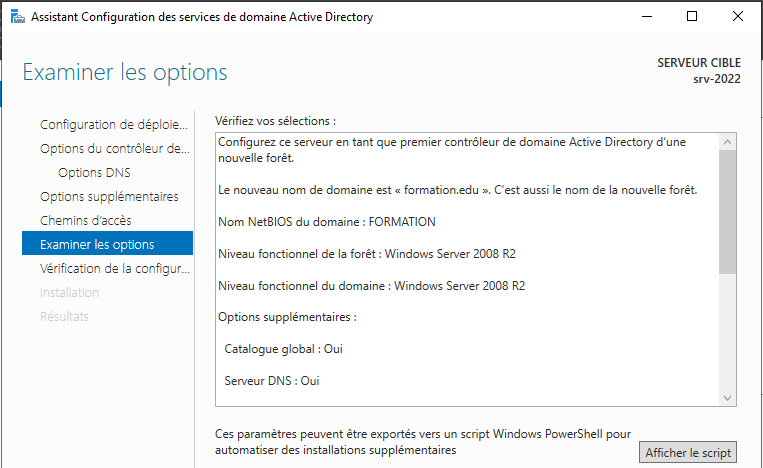 Assistant Configuration des services de domaine Active Directory
Examiner les options
SERVEUR CIBLE
srv-2022
Configuration de déploie...
Options du contrôleur de...
Options DNS
Options supplémentaires
Chemins d'accès
Examiner les options
Vérification de la configur...
Installation
Résultats
Vérifiez vos sélections :
Configurez ce serveur en tant que premier contrôleur de domaine Active Directory d'une
nouvelle forêt.
Le nouveau nom de domaine est « formation.edu ». C'est aussi le nom de la nouvelle forêt.
Nom NetBIOS du domaine : FORMATION
Niveau fonctionnel de la forêt : Windows Server 2008 R2
Niveau fonctionnel du domaine : Windows Server 2008 R2
Options supplémentaires :
Catalogue global : Oui
Serveur DNS : Oui
Ces paramètres peuvent être exportés vers un script Windows PowerShell pour
automatiser des installations supplémentaires
Afficher le script